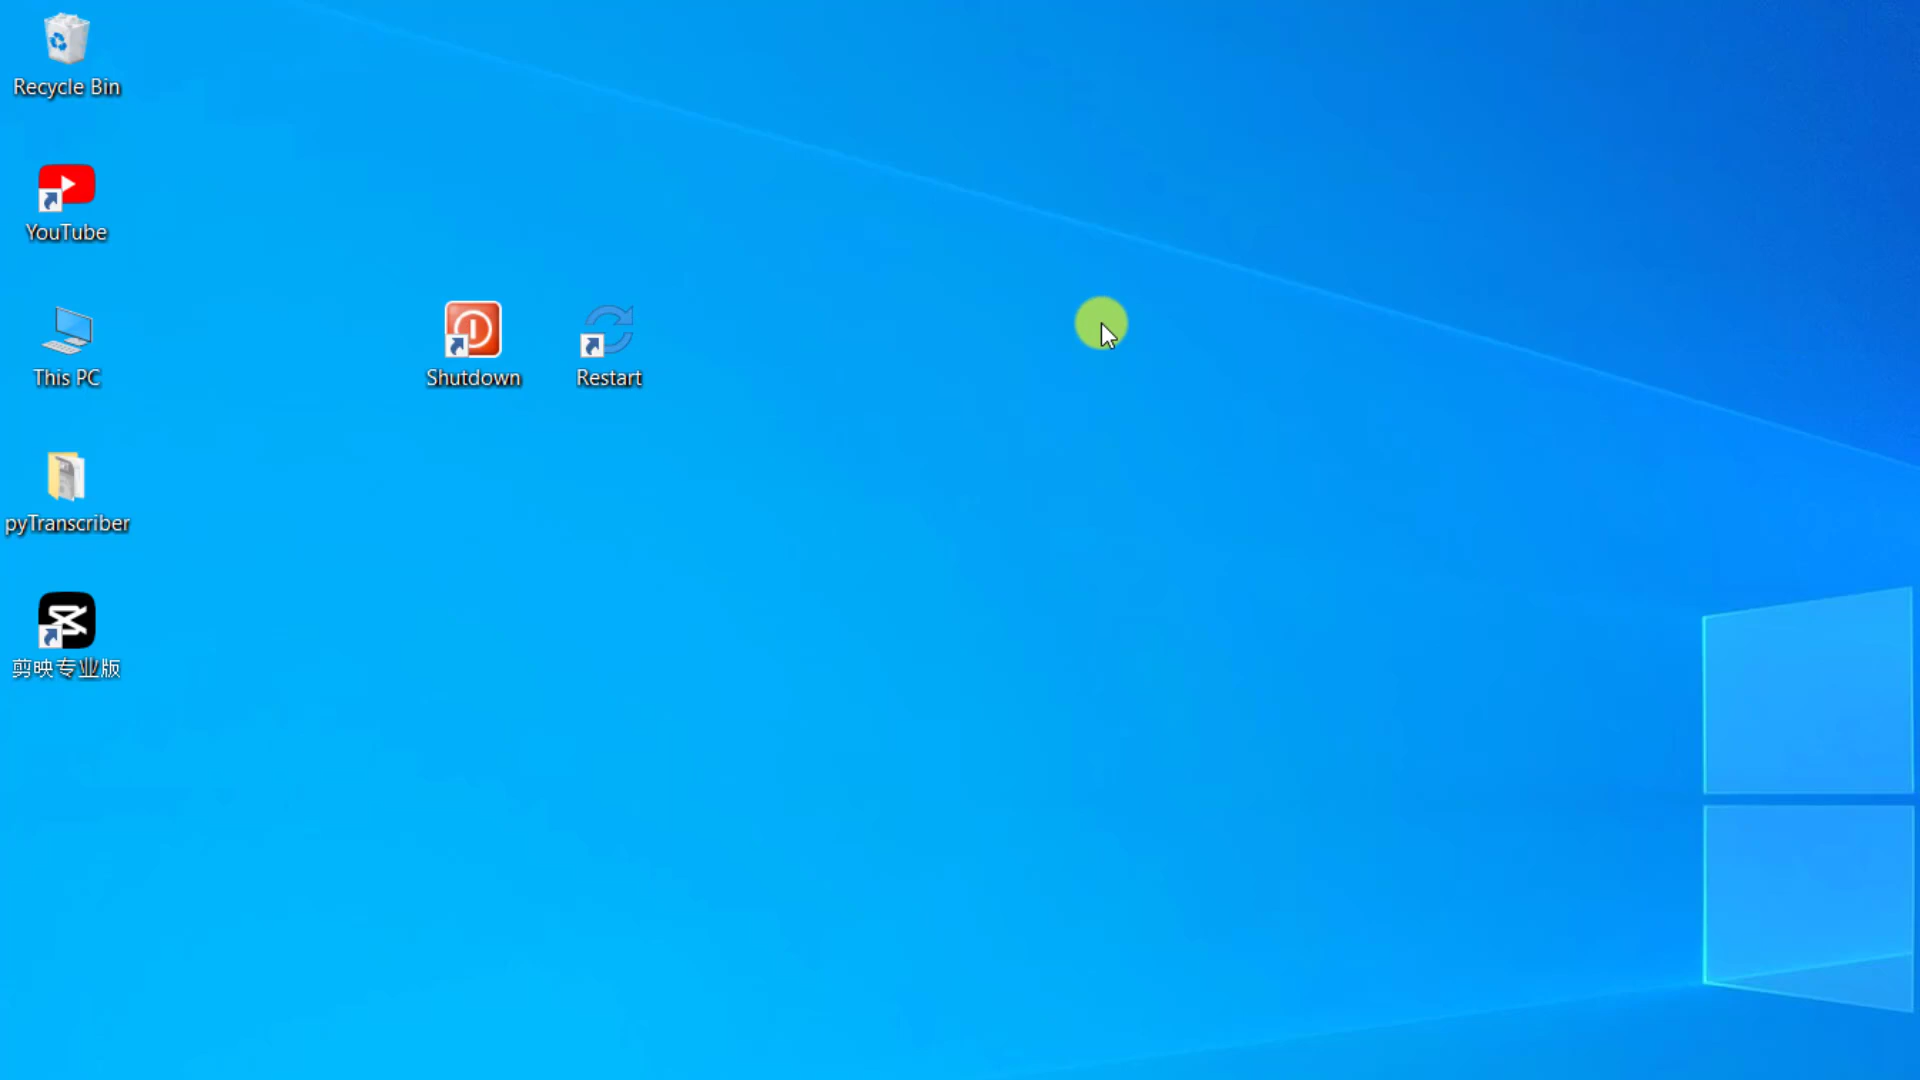 Recycle Bin
YouTube
This PC
Shutdown
Restart
pyTranscriber
剪映专业版